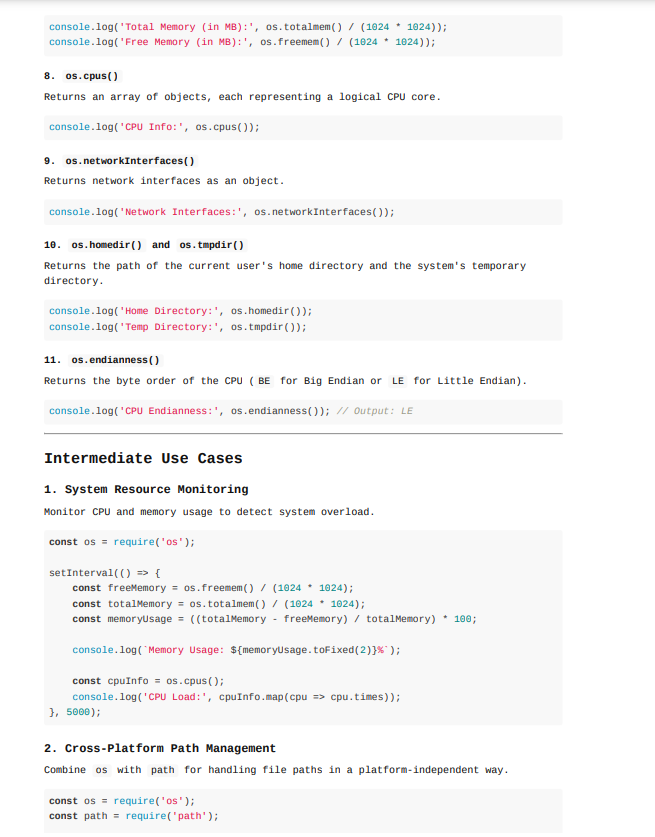 console.log('Total Memory (in MB):', os.totalmem() / (1024 * 1024));
console.log('Free Memory (in MB):', os.freemem() / (1024 * 1024));
8. os.cpus()
Returns an array of objects, each representing a logical CPU core.
console.log('CPU Info:', os.cpus());
9. os.networkInterfaces()
Returns network interfaces as an object.
console.log('Network Interfaces:', os.networkInterfaces());
10. os.homedir() and os.tmpdir()
Returns the path of the current user's home directory and the system's temporary
directory.
console.log('Home Directory:', os.homedir());
console.log('Temp Directory:', os.tmpdir());
11. os.endianness()
Returns the byte order of the CPU ( BE for Big Endian or LE for Little Endian).
console.log('CPU Endianness:', os.endianness()); // Output: LE
Intermediate Use Cases
1. System Resource Monitoring
Monitor CPU and memory usage to detect system overload.
const os = require('os');
setInterval(() => {
    const freeMemory = os.freemem() / (1024 * 1024);
    const totalMemory = os.totalmem() / (1024 * 1024);
    const memoryUsage = ((totalMemory - freeMemory) / totalMemory) * 100;
    console.log(`Memory Usage: ${memoryUsage.toFixed(2)}%`);
    const cpuInfo = os.cpus();
    console.log('CPU Load:', cpuInfo.map(cpu => cpu.times));
}, 5000);
2. Cross-Platform Path Management
Combine os with path for handling file paths in a platform-independent way.
const os = require('os');
const path = require('path');